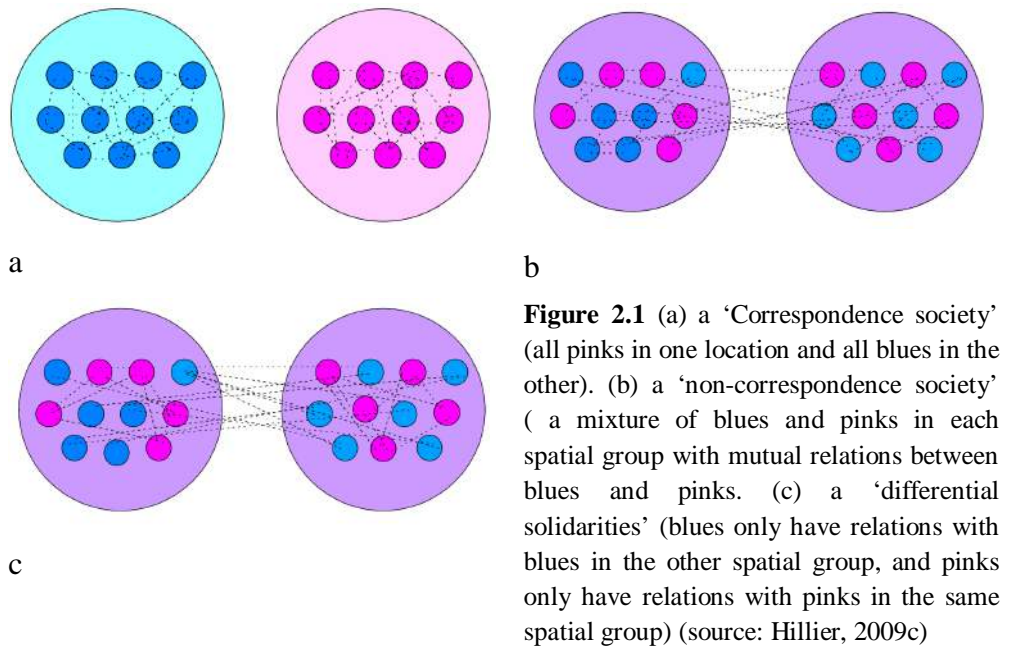 a
b
c
Figure 2.1 (a) a ‘Correspondence society’
(all pinks in one location and all blues in the
other). (b) a ‘non-correspondence society’
( a mixture of blues and pinks in each
spatial group with mutual relations between
blues and pinks. (c) a ‘differential
solidarities’ (blues only have relations with
blues in the other spatial group, and pinks
only have relations with pinks in the same
spatial group) (source: Hillier, 2009c)